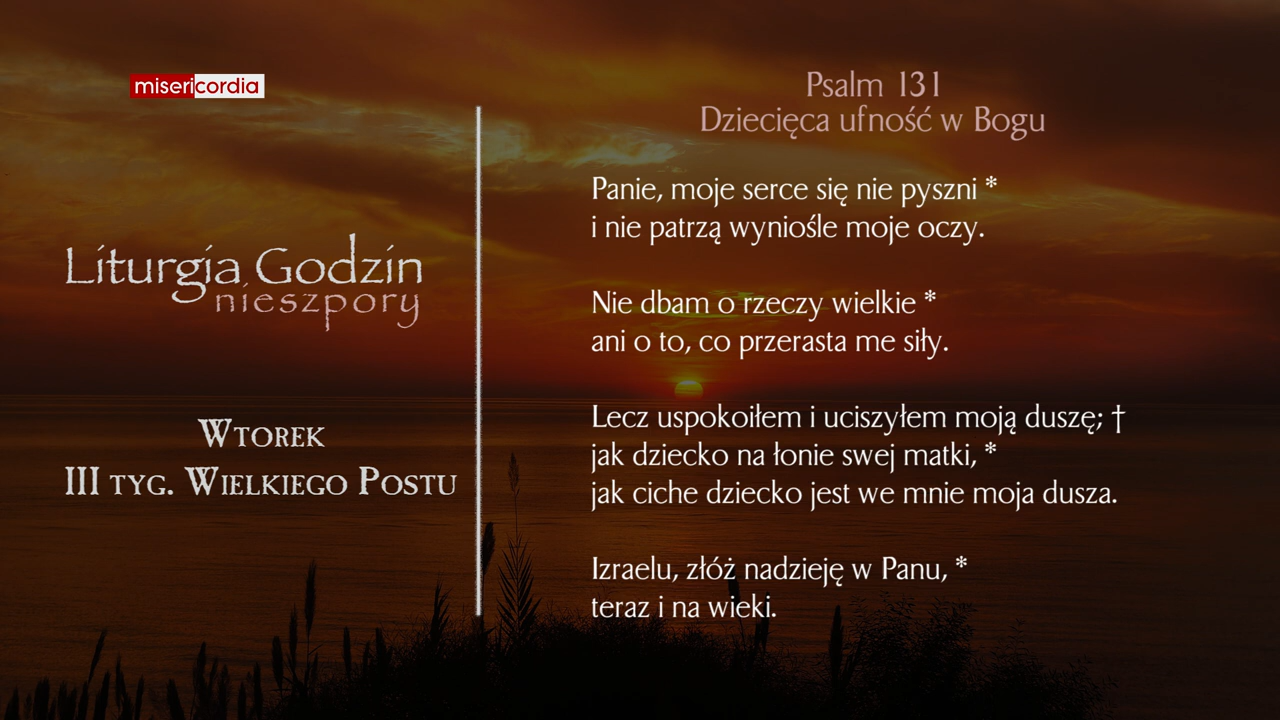 misericordia
Liturgia Godzin
nieszpory
Wtorek
III tyg. Wielkiego Postu
Psalm 131
Dziecięca ufność w Bogu
Panie, moje serce się nie pyszni *
i nie patrzą wyniośle moje oczy.
Nie dbam o rzeczy wielkie *
ani o to, co przerasta me siły.
Lecz uspokoiłem i uciszyłem moją duszę; †
jak dziecko na łonie swej matki, *
jak ciche dziecko jest we mnie moja dusza.
Izraelu, złóż nadzieję w Panu, *
teraz i na wieki.